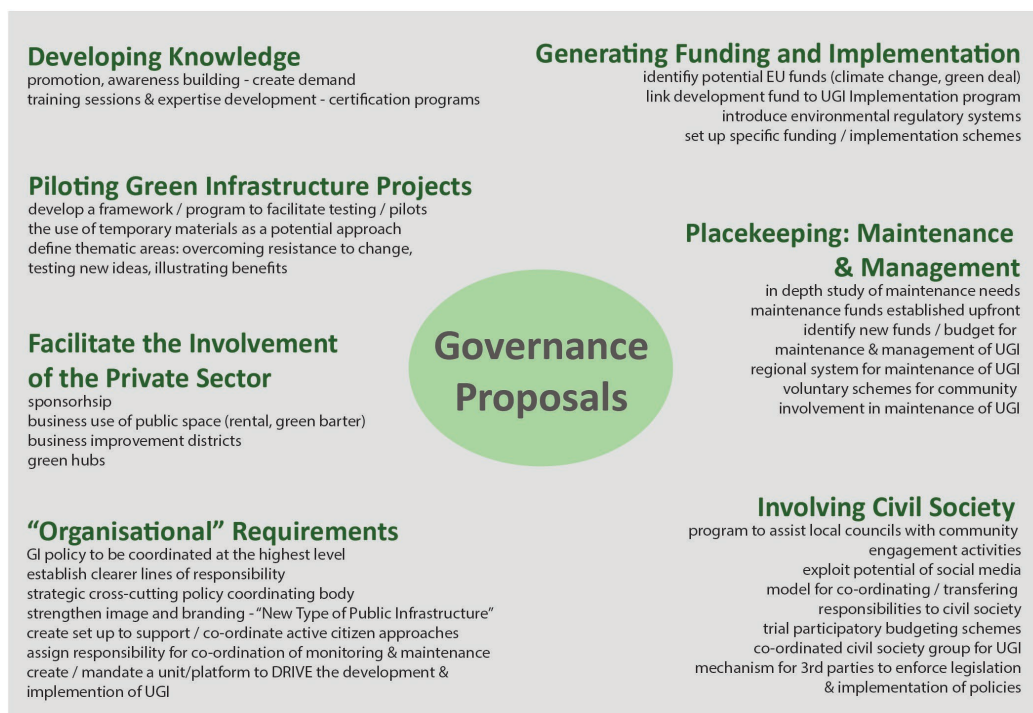 Developing Knowledge
promotion, awareness building - create demand
training sessions & expertise development - certification programs
Piloting Green Infrastructure Projects
develop a framework / program to facilitate testing / pilots
the use of temporary materials as a potential approach
define thematic areas: overcoming resistance to change,
testing new ideas, illustrating benefits
Facilitate the Involvement
of the Private Sector
sponsorhsip
business use of public space (rental, green barter)
business improvement districts
green hubs
“Organisational” Requirements
GI policy to be coordinated at the highest level
establish clearer lines of responsibility
strategic cross-cutting policy coordinating body
strengthen image and branding - “New Type of Public Infrastructure”
create set up to support / co-ordinate active citizen approaches
assign responsibility for co-ordination of monitoring & maintenance
create / mandate a unit/platform to DRIVE the development &
implemention of UGI
Governance
Proposals
Generating Funding and Implementation
identifiy potential EU funds (climate change, green deal)
link development fund to UGI Implementation program
introduce environmental regulatory systems
set up specific funding / implementation schemes
Placekeeping: Maintenance
& Management
in depth study of maintenance needs
maintenance funds established upfront
identify new funds / budget for
maintenance & management of UGI
regional system for maintenance of UGI
voluntary schemes for community
involvement in maintenance of UGI
Involving Civil Society
program to assist local councils with community
engagement activities
exploit potential of social media
model for co-ordinating / transfering
responsibilities to civil society
trial participatory budgeting schemes
co-ordinated civil society group for UGI
mechanism for 3rd parties to enforce legislation
& implementation of policies